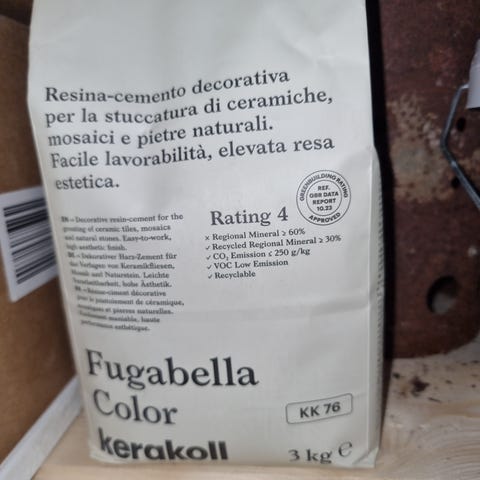 Resina-cemento decorativa
per la stuccatura di ceramiche,
mosaici e pietre naturali.
Facile lavorabilità, elevata resa
estetica.
EN – Decorative resin-cement for the
grouting of ceramic tiles, mosaics
and natural stones. Easy-to-work,
high aesthetic finish.
DE – Dekorativer Harz-Zement für
das Verfugen von Keramikfliesen,
Mosaik und Naturstein. Leichte
Verarbeitbarkeit, hohe Ästhetik.
FR – Résine-ciment décorative
pour le jointoiement de céramique,
mosaïques et pierres naturelles.
Facilement maniable, haute
performance esthétique.
Rating 4
× Regional Mineral ≥ 60%
✓ Recycled Regional Mineral ≥ 30%
✓ CO₂ Emission ≤ 250 g/kg
✓ VOC Low Emission
✓ Recyclable
GREENBUILDING RATING
REF.
GBR DATA
REPORT
10.23
APPROVED
Fugabella
Color
KK 76
kerakoll
3 kg e